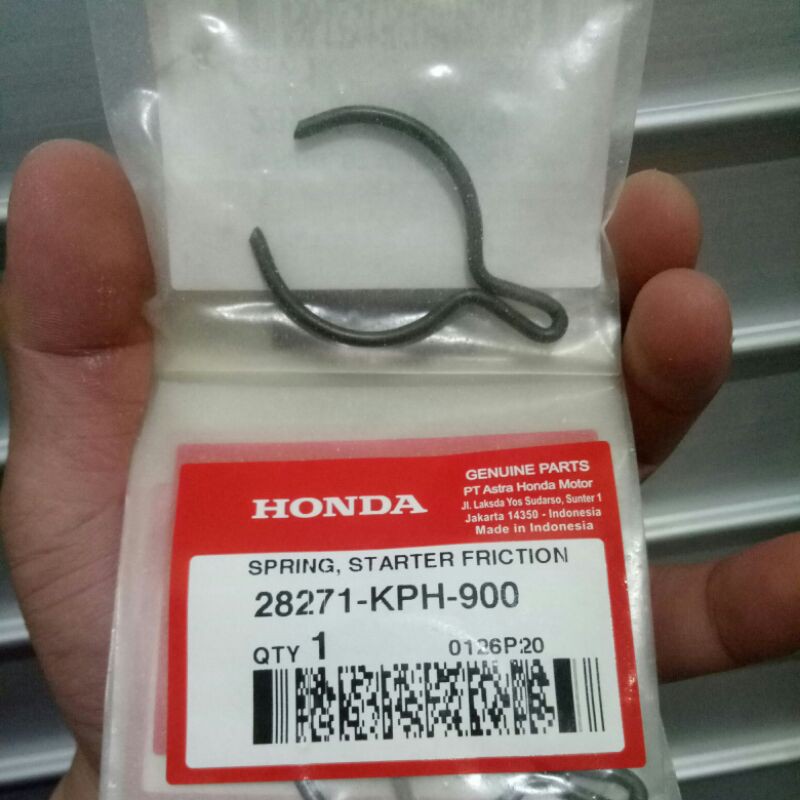 HONDA
GENUINE PARTS
PT Astra Honda Motor
Jl. Laksda Yos Sudarso, Sunter 1
Jakarta 14350 - Indonesia
Made in Indonesia
SPRING, STARTER FRICTION
28271-KPH-900
QTY 1
0126P20